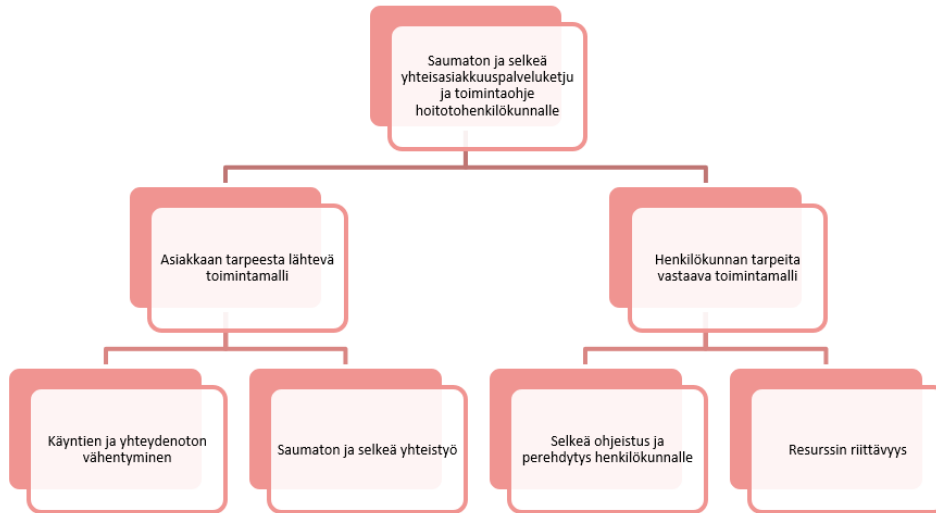 Saumaton ja selkeä
yhteisasiakkuuspalveluketju
ja toimintaohje
hoitotohenkilökunnalle
Asiakkaan tarpeesta lähtevä
toimintamalli
Henkilökunnan tarpeita
vastaava toimintamalli
Käyntien ja yhteydenoton
vähentyminen
Saumaton ja selkeä yhteistyö
Selkeä ohjeistus ja
perehdytys henkilökunnalle
Resurssin riittävyys